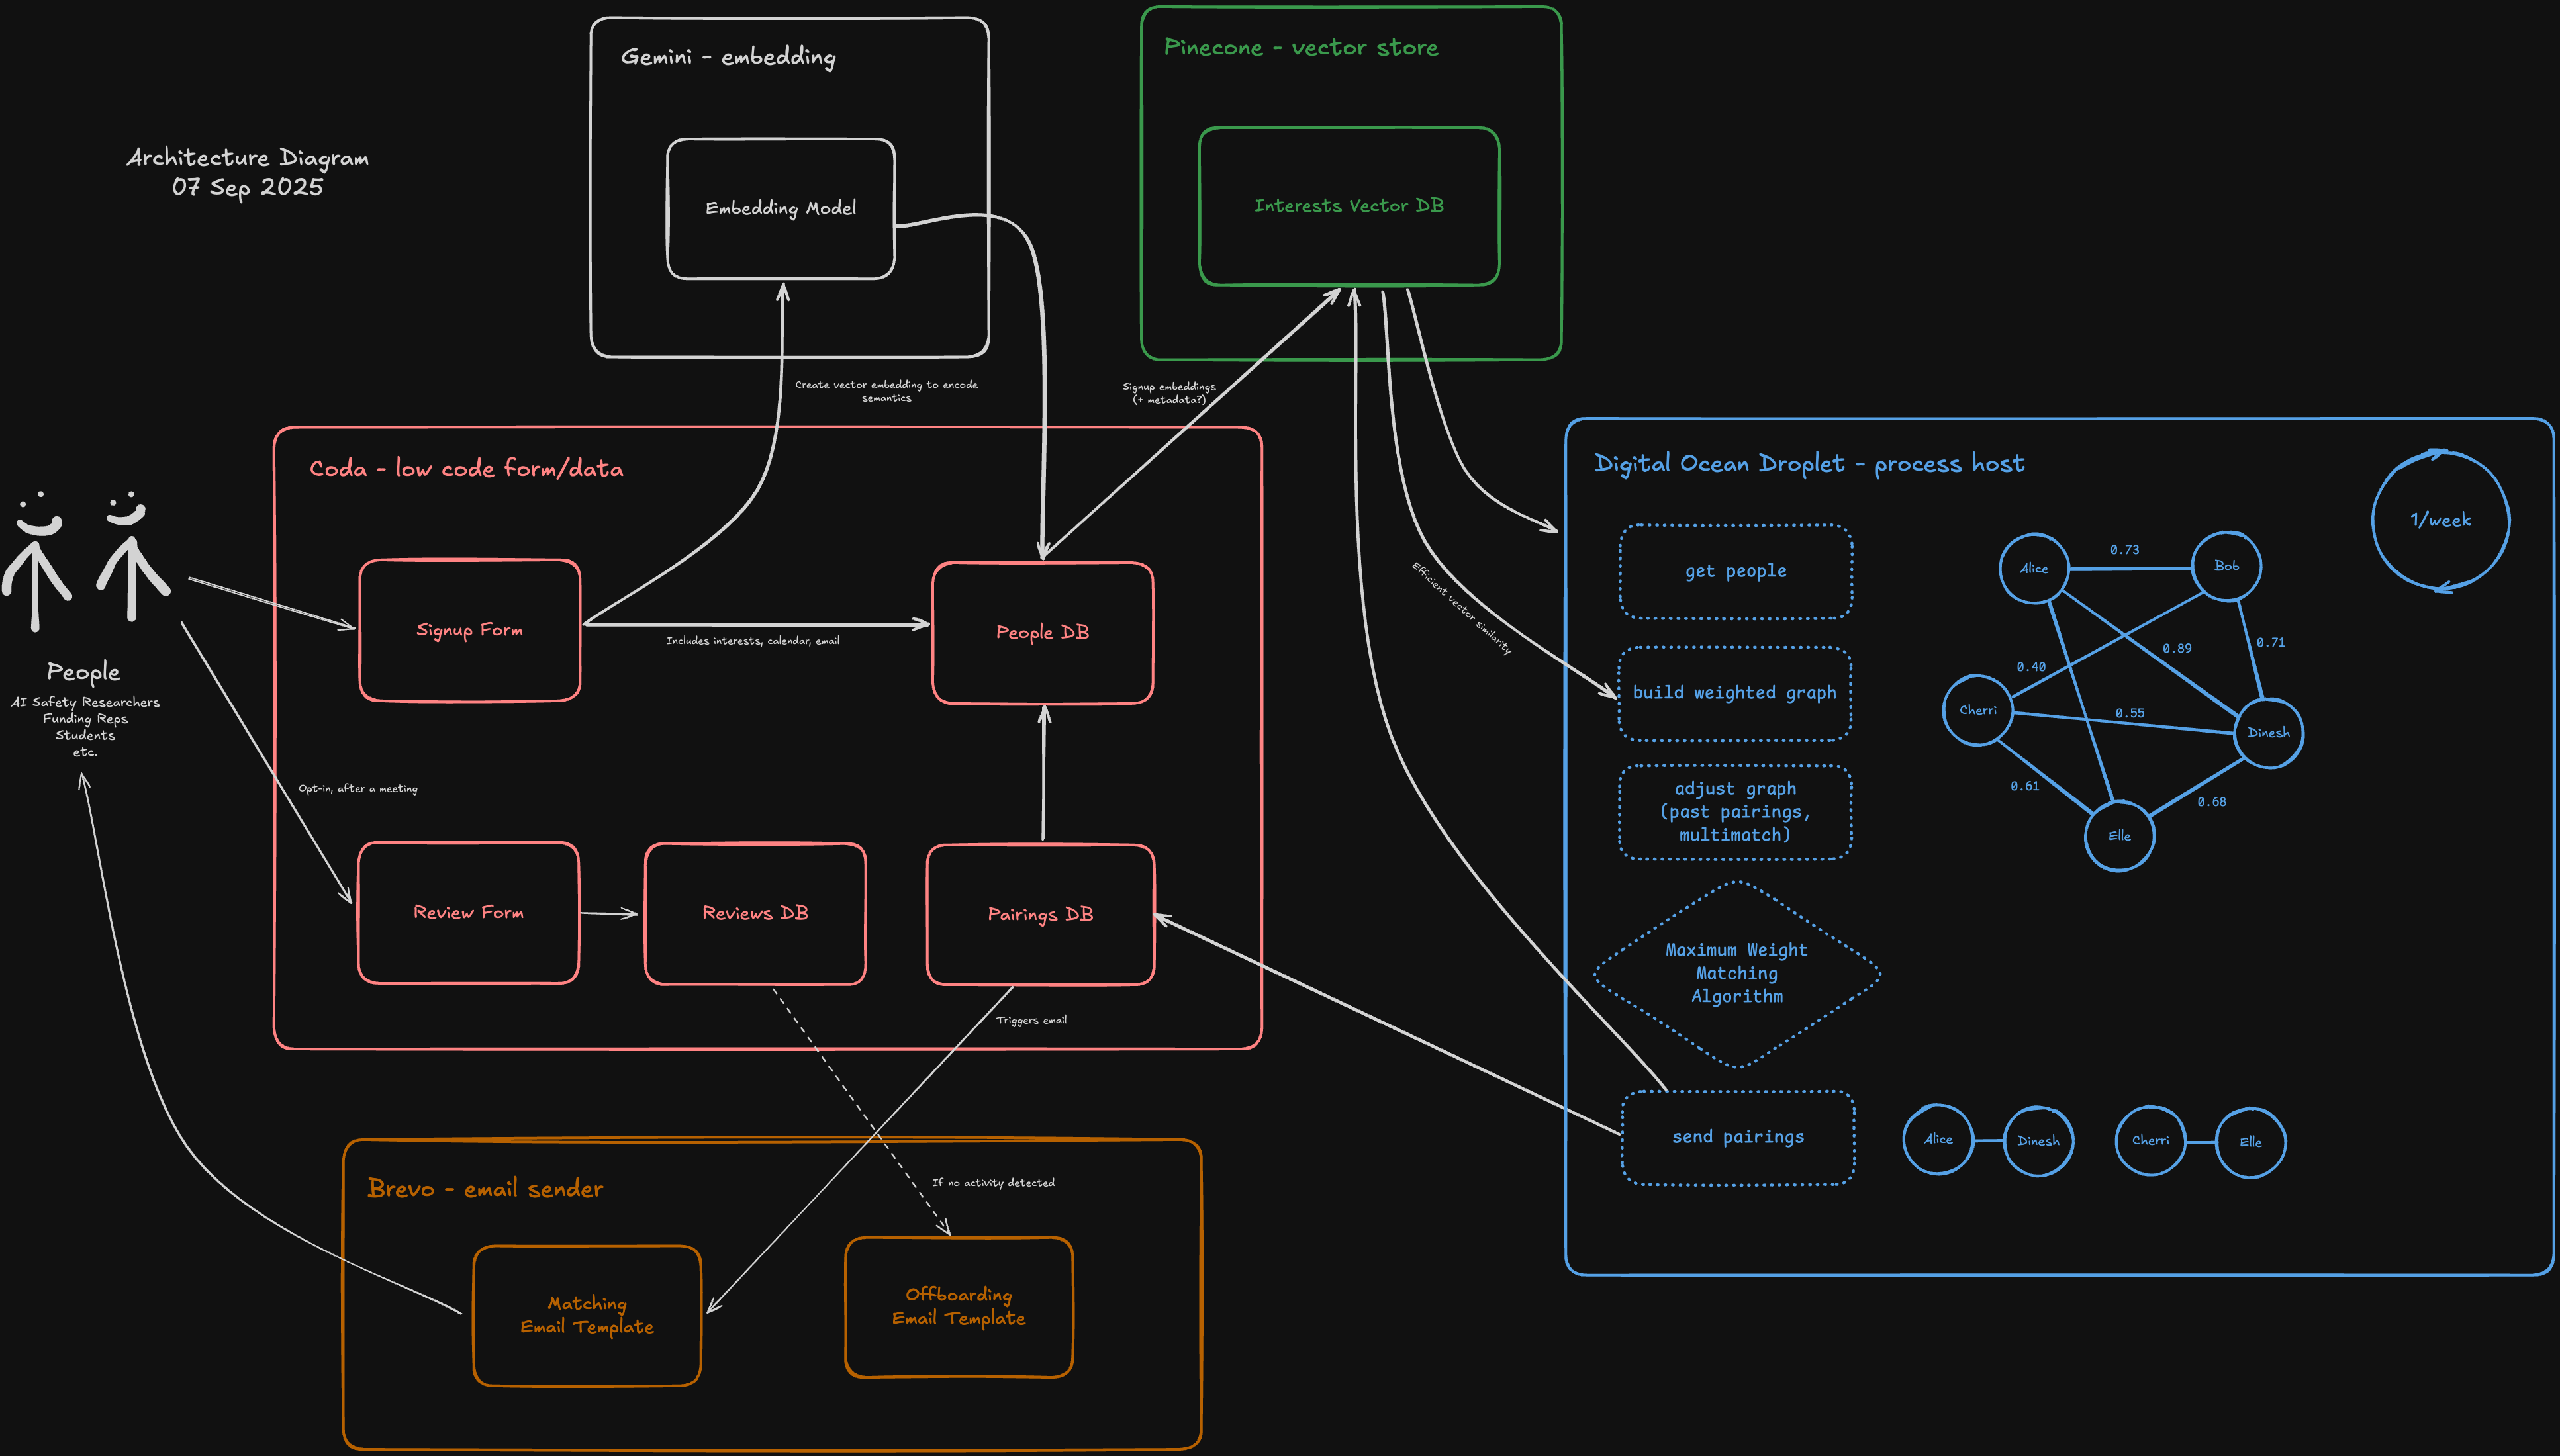 Architecture Diagram
07 Sep 2025
Gemini - embedding
Embedding Model
Pinecone - vector store
Interests Vector DB
Create vector embedding to encode
semantics
Signup embeddings
(+ metadata?)
Efficient vector similarity
People
AI Safety Researchers
Funding Reps
Students
etc.
Coda - low code form/data
Signup Form
Includes interests, calendar, email
People DB
Opt-in, after a meeting
Review Form
Reviews DB
Pairings DB
Triggers email
If no activity detected
Brevo - email sender
Matching
Email Template
Offboarding
Email Template
Digital Ocean Droplet - process host
1/week
get people
build weighted graph
adjust graph
(past pairings,
multimatch)
Maximum Weight
Matching
Algorithm
send pairings
Alice
0.73
Bob
0.89
0.71
0.40
Cherri
0.55
Dinesh
0.61
0.68
Elle
Alice
Dinesh
Cherri
Elle